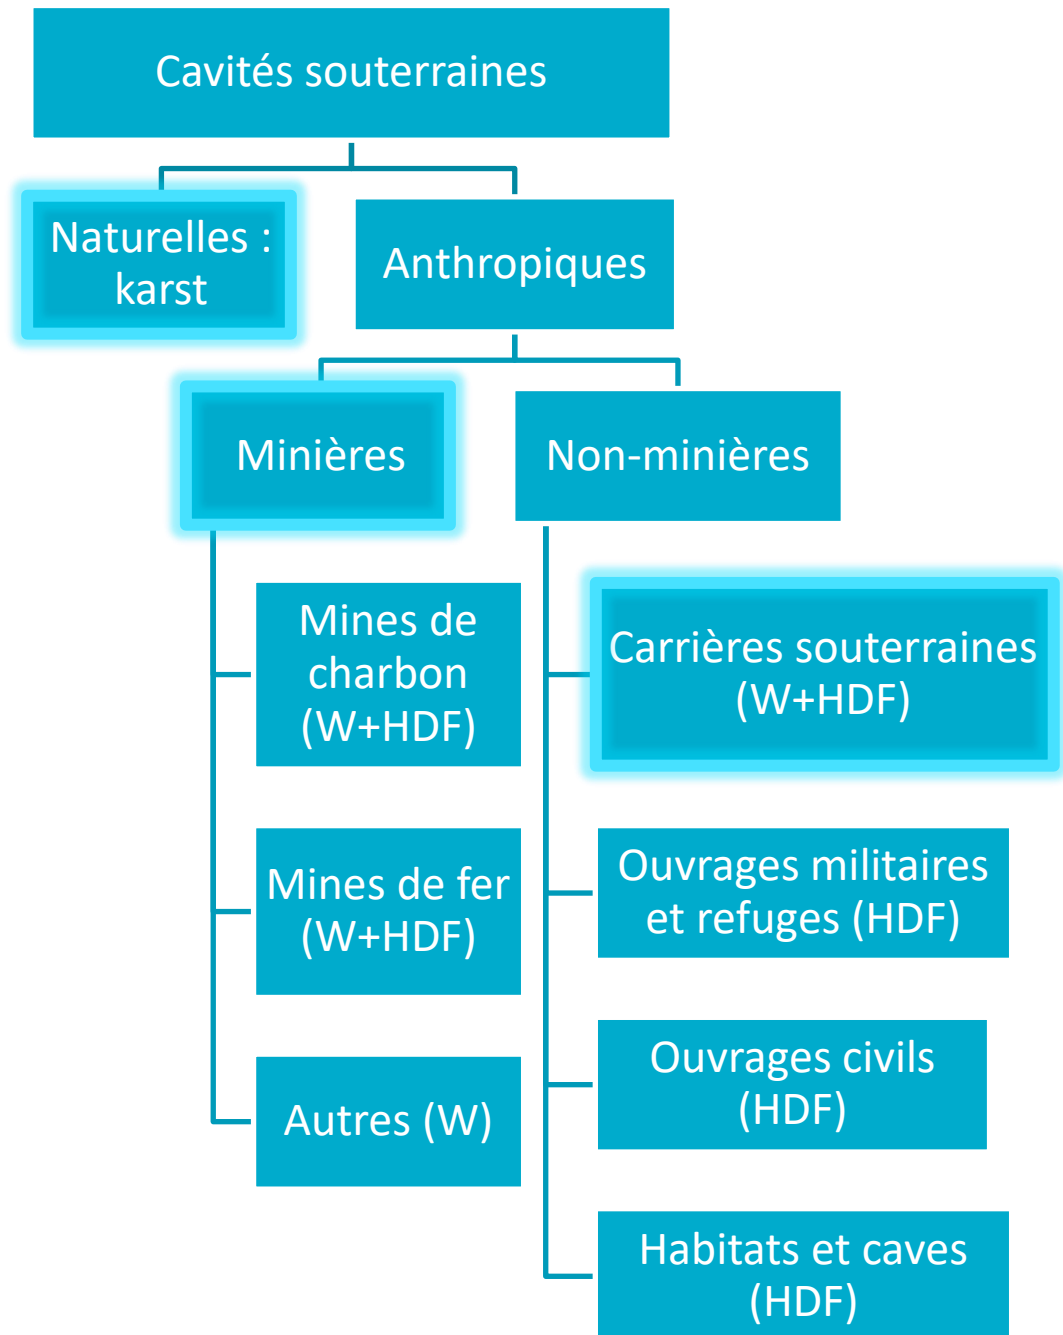 Cavités souterraines
Naturelles :
karst
Anthropiques
Minières
Non-minières
Mines de
charbon
(W+HDF)
Mines de fer
(W+HDF)
Autres (W)
Carrières souterraines
(W+HDF)
Ouvrages militaires
et refuges (HDF)
Ouvrages civils
(HDF)
Habitats et caves
(HDF)